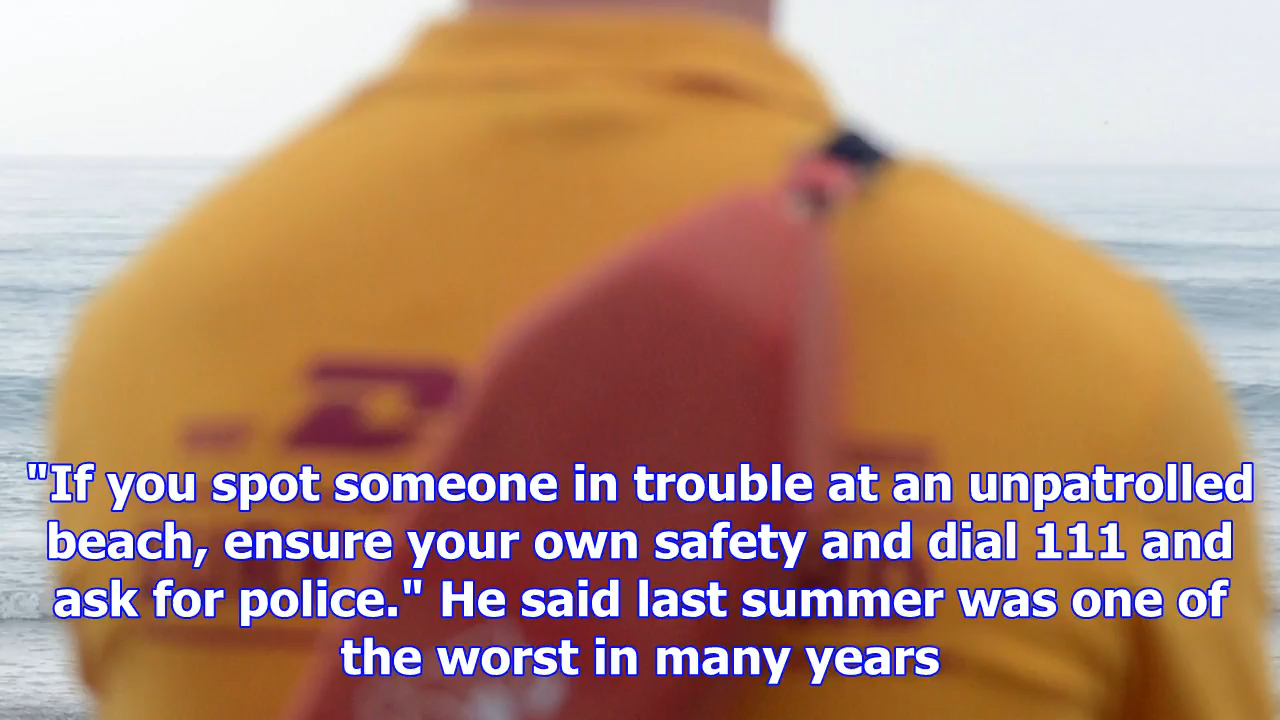 "If you spot someone in trouble at an unpatrolled
beach, ensure your own safety and dial 111 and
ask for police." He said last summer was one of
the worst in many years